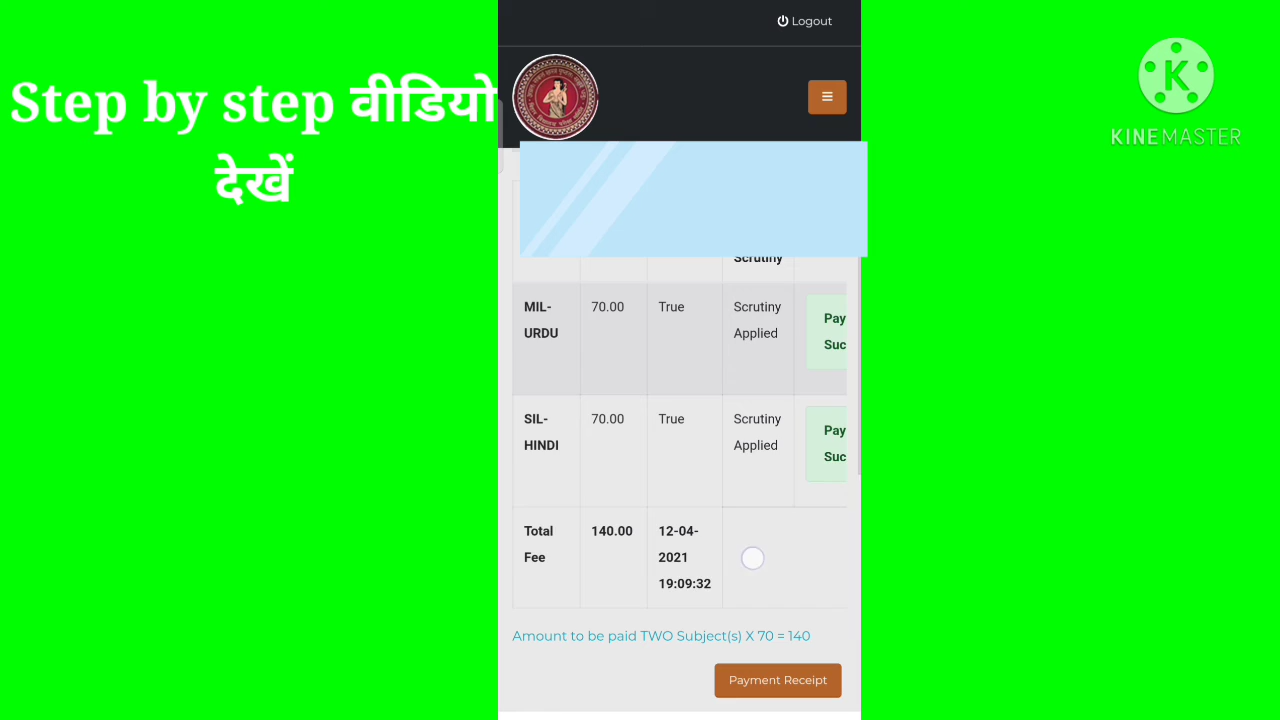 Logout
Step by step वीडियो
देखें
KINEMASTER
Scrutiny
MIL-
URDU
70.00
True
Scrutiny
Applied
Pay
Suc
SIL-
HINDI
70.00
True
Scrutiny
Applied
Pay
Suc
Total
Fee
140.00
12-04-
2021
19:09:32
Amount to be paid TWO Subject(s) X 70 = 140
Payment Receipt